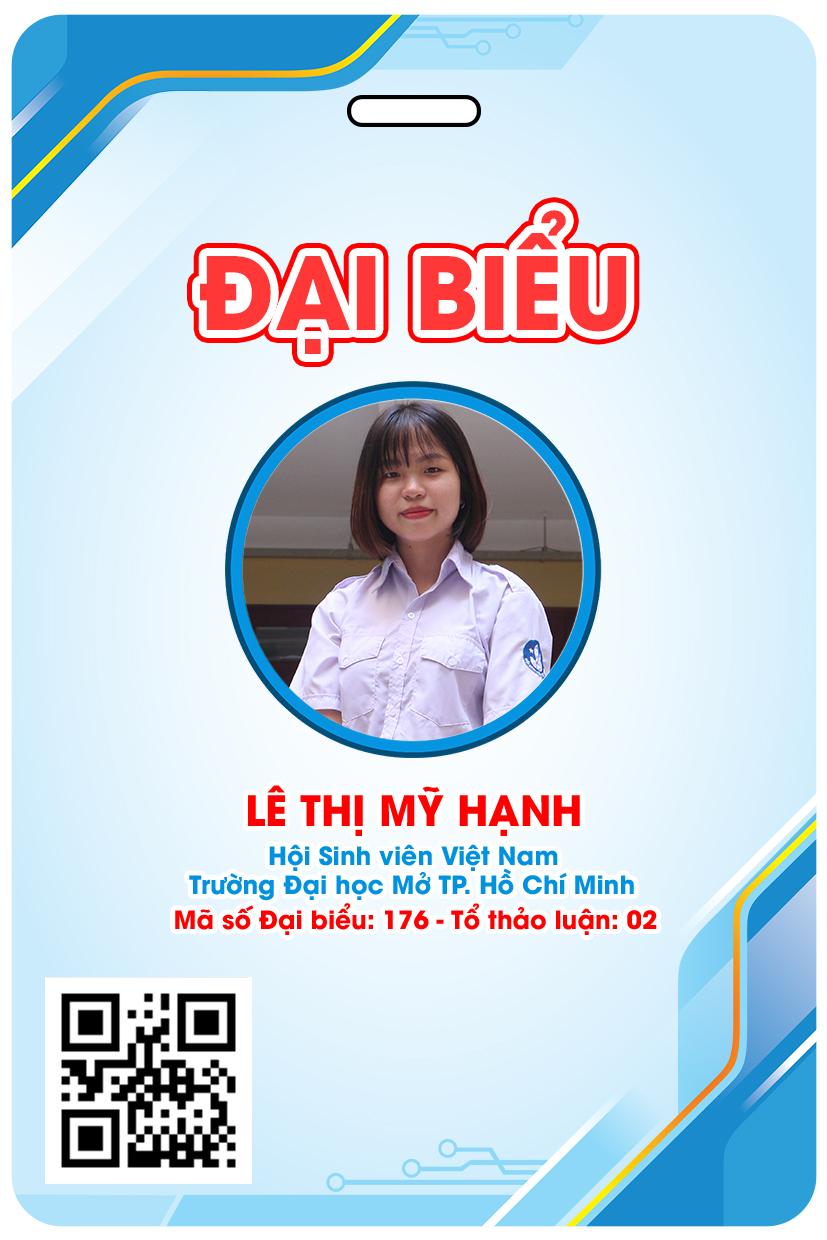 ĐẠI BIỂU
LÊ THỊ MỸ HẠNH
Hội Sinh viên Việt Nam
Trường Đại học Mở TP. Hồ Chí Minh
Mã số Đại biểu: 176 - Tổ thảo luận: 02